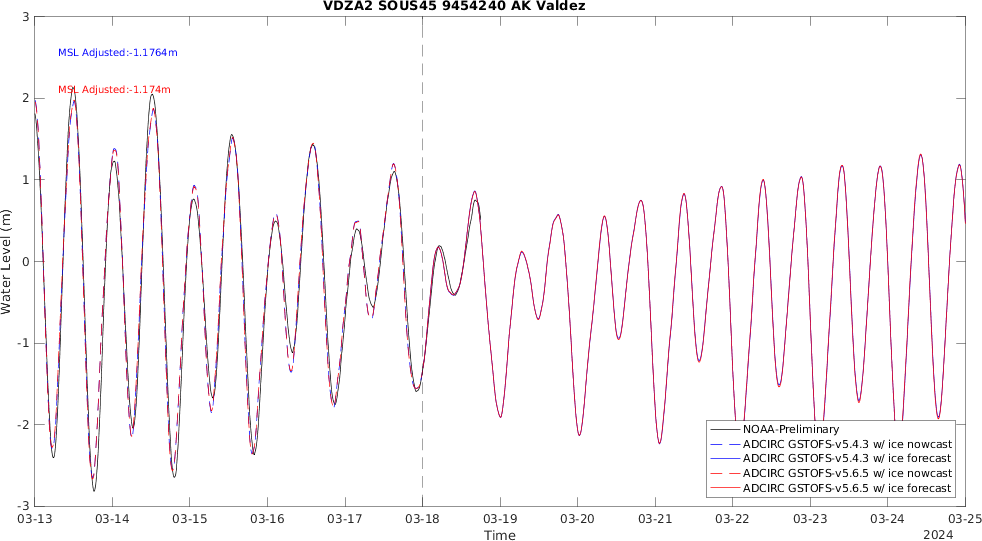 VDZA2 SOUS45 9454240 AK Valdez
MSL Adjusted:-1.1764m
MSL Adjusted:-1.174m
3
2
1
0
-1
-2
-3
Water Level (m)
NOAA-Preliminary
ADCIRC GSTOFS-v5.4.3 w/ ice nowcast
ADCIRC GSTOFS-v5.4.3 w/ ice forecast
ADCIRC GSTOFS-v5.6.5 w/ ice nowcast
ADCIRC GSTOFS-v5.6.5 w/ ice forecast
03-13 03-14 03-15 03-16 03-17 03-18 03-19 03-20 03-21 03-22 03-23 03-24 03-25
Time
2024